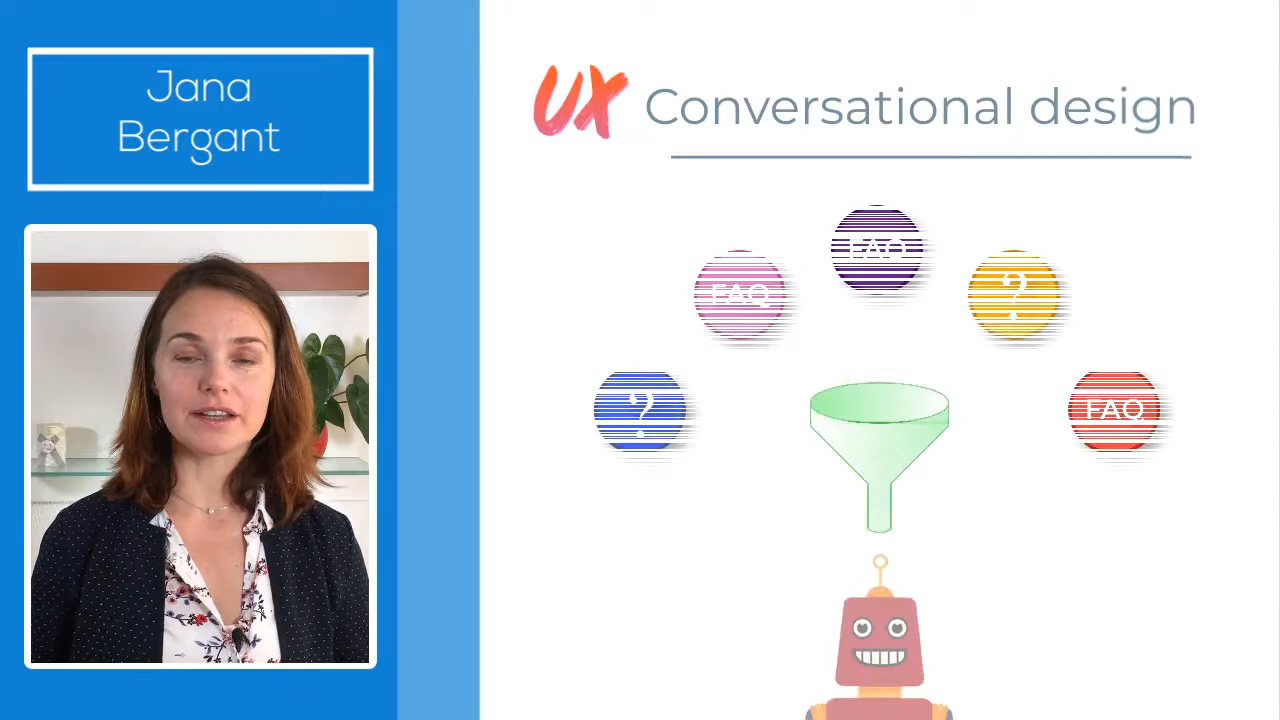 Jana
Bergant
UX Conversational design
FAQ
FAQ
?
?
FAQ